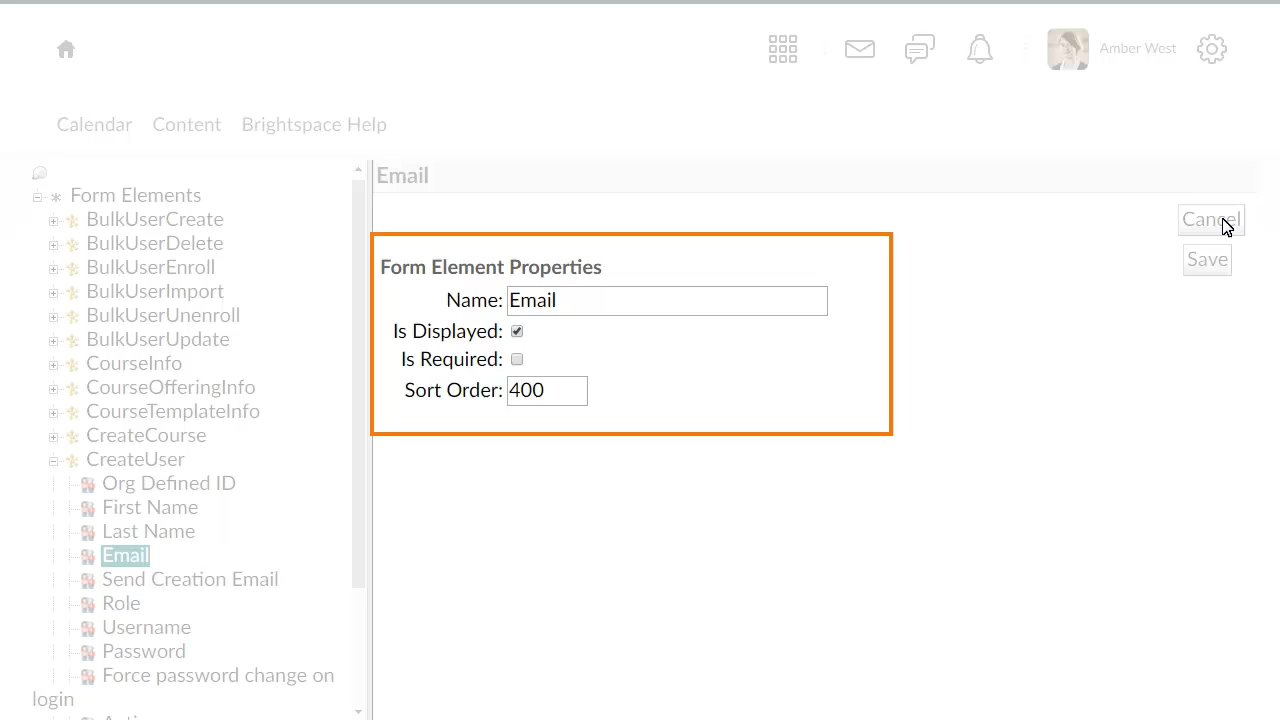 Amber West
Calendar Content Brightspace Help
Form Elements
BulkUserCreate
BulkUserDelete
BulkUserEnroll
BulkUserImport
BulkUserUnenroll
BulkUserUpdate
CourseInfo
CourseOfferingInfo
CourseTemplateInfo
CreateCourse
CreateUser
Org Defined ID
First Name
Last Name
Email
Send Creation Email
Role
Username
Password
Force password change on
login
Email
Cancel
Save
Form Element Properties
Name: Email
Is Displayed:
Is Required:
Sort Order: 400